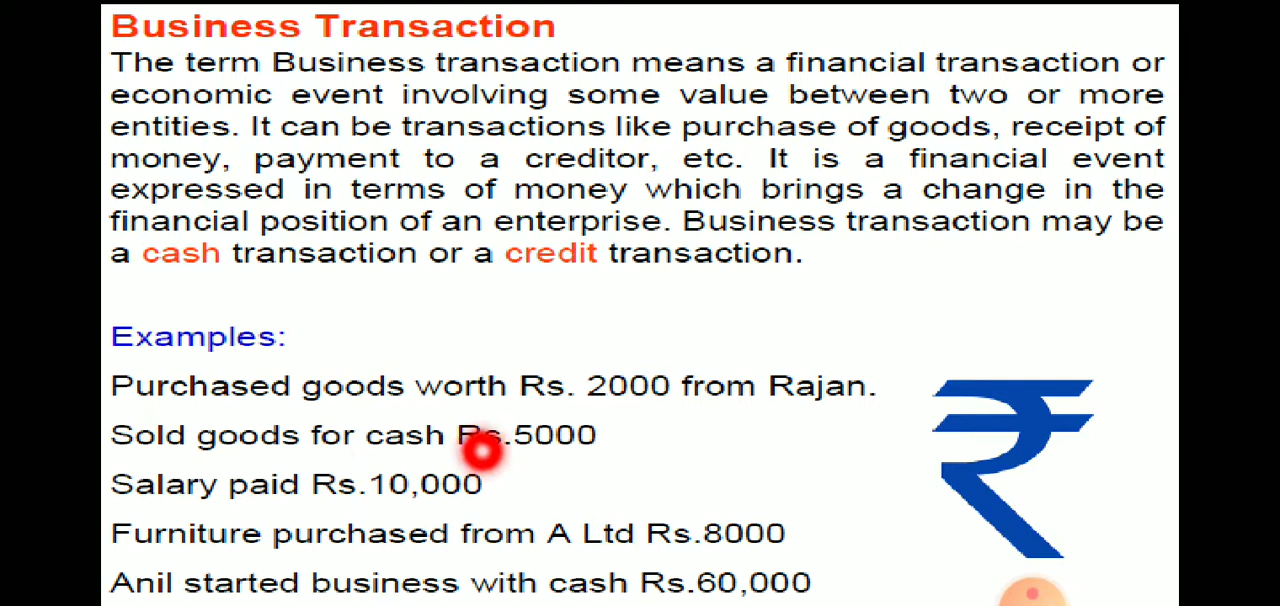 Business Transaction
The term Business transaction means a financial transaction or
economic event involving some value between two or more
entities. It can be transactions like purchase of goods, receipt of
money, payment to a creditor, etc. It is a financial event
expressed in terms of money which brings a change in the
financial position of an enterprise. Business transaction may be
a cash transaction or a credit transaction.
Examples:
Purchased goods worth Rs. 2000 from Rajan.
Sold goods for cash Rs.5000
Salary paid Rs.10,000
Furniture purchased from A Ltd Rs.8000
Anil started business with cash Rs.60,000
₹